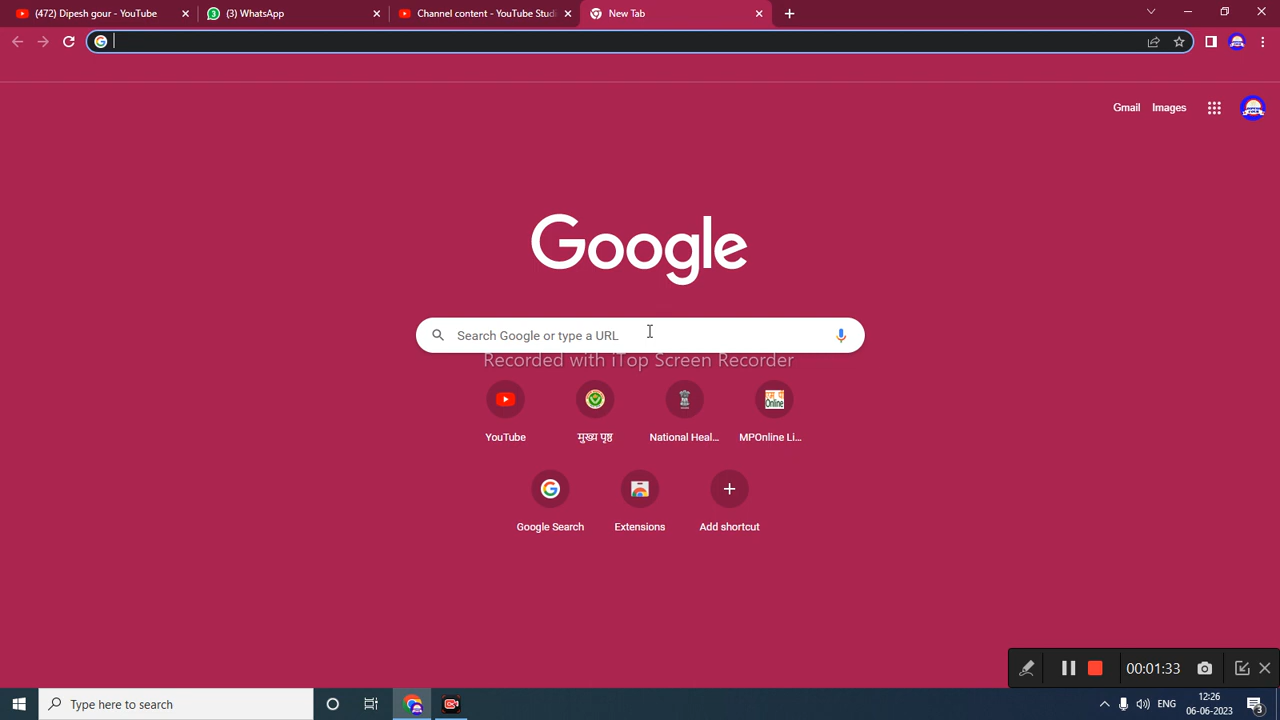 (472) Dipesh gour - YouTube
(3) WhatsApp
Channel content - YouTube Studi
New Tab
Gmail
Images
Google
Search Google or type a URL
Recorded with iTop Screen Recorder
YouTube
मुख्य पृष्ठ
National Heal...
MPOnline Li...
Google Search
Extensions
Add shortcut
00:01:33
Type here to search
ENG
12:26
06-06-2023
3